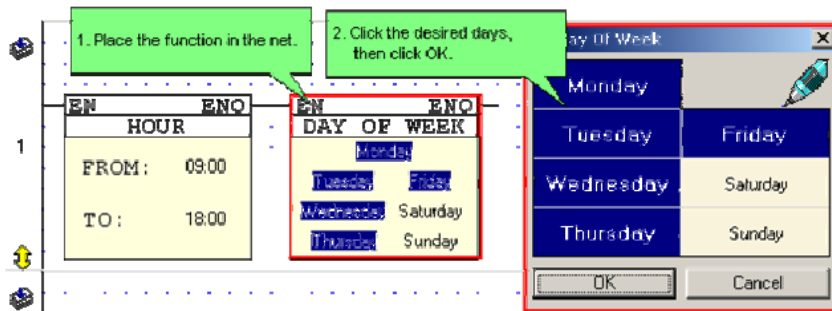 1. Place the function in the net.
2. Click the desired days,
then click OK.
ay Of Week
EN ENO
HOUR
FROM: 09:00
TO: 18:00
1
EN ENO
DAY OF WEEK
Monday
Tuesday Friday
Wednesday Saturday
Thursday Sunday
Monday
Tuesday Friday
Wednesday Saturday
Thursday Sunday
OK Cancel